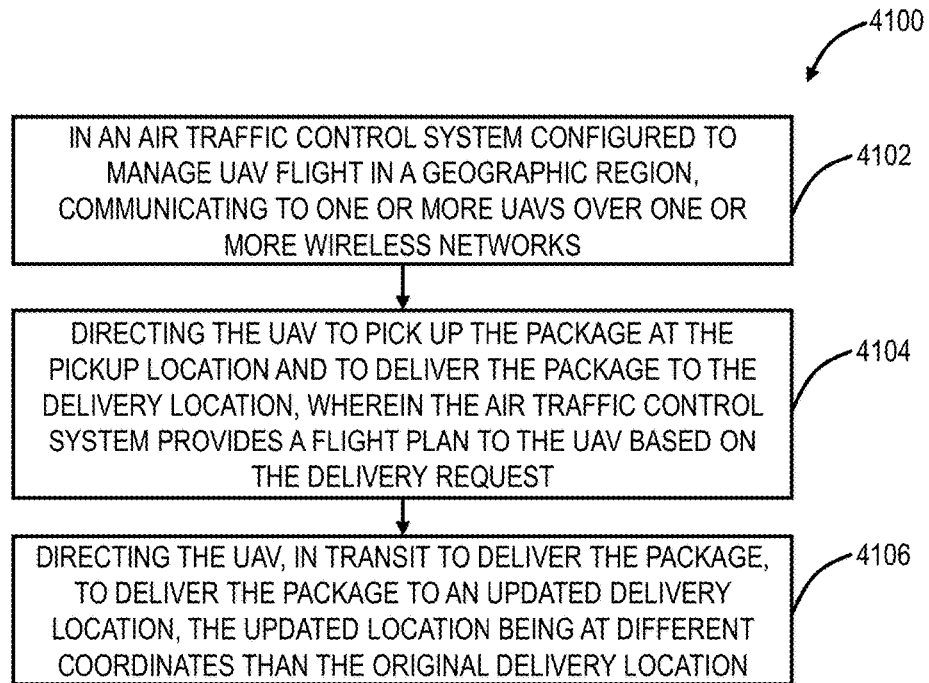 4100
IN AN AIR TRAFFIC CONTROL SYSTEM CONFIGURED TO
MANAGE UAV FLIGHT IN A GEOGRAPHIC REGION,
COMMUNICATING TO ONE OR MORE UAVS OVER ONE OR
MORE WIRELESS NETWORKS
4102
DIRECTING THE UAV TO PICK UP THE PACKAGE AT THE
PICKUP LOCATION AND TO DELIVER THE PACKAGE TO THE
DELIVERY LOCATION, WHEREIN THE AIR TRAFFIC CONTROL
SYSTEM PROVIDES A FLIGHT PLAN TO THE UAV BASED ON
THE DELIVERY REQUEST
4104
DIRECTING THE UAV, IN TRANSIT TO DELIVER THE PACKAGE,
TO DELIVER THE PACKAGE TO AN UPDATED DELIVERY
LOCATION, THE UPDATED LOCATION BEING AT DIFFERENT
COORDINATES THAN THE ORIGINAL DELIVERY LOCATION
4106